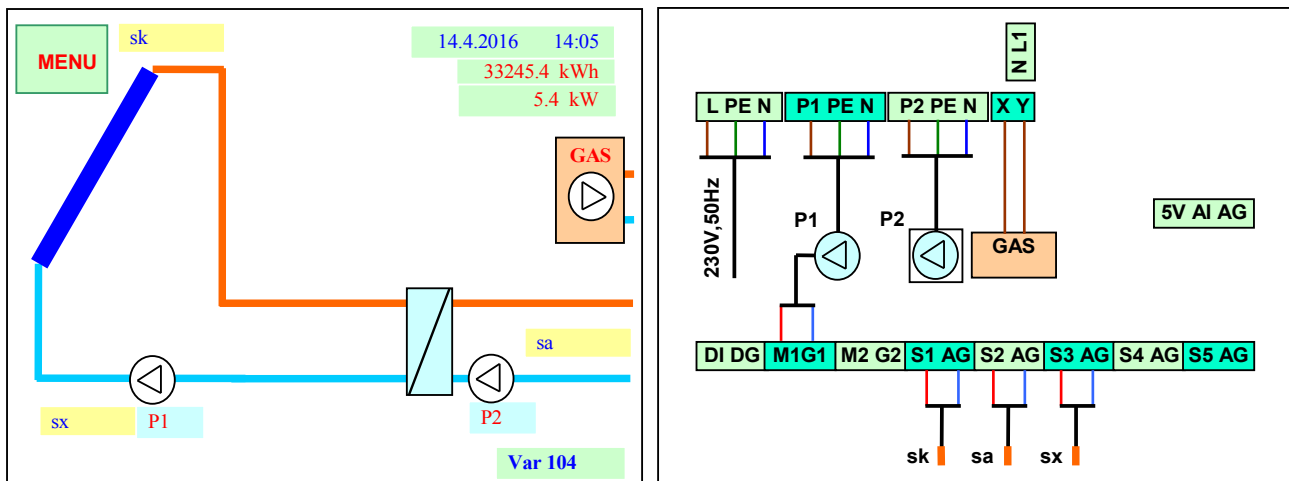 MENU
sk
14.4.2016 14:05
33245.4 kWh
5.4 kW
GAS
sa
sx
P1
P2
Var 104
N L1
L PE N
P1 PE N
P2 PE N
X Y
230V,50Hz
P1
P2
GAS
5V AI AG
DI DG
M1G1
M2 G2
S1 AG
S2 AG
S3 AG
S4 AG
S5 AG
sk
sa
sx